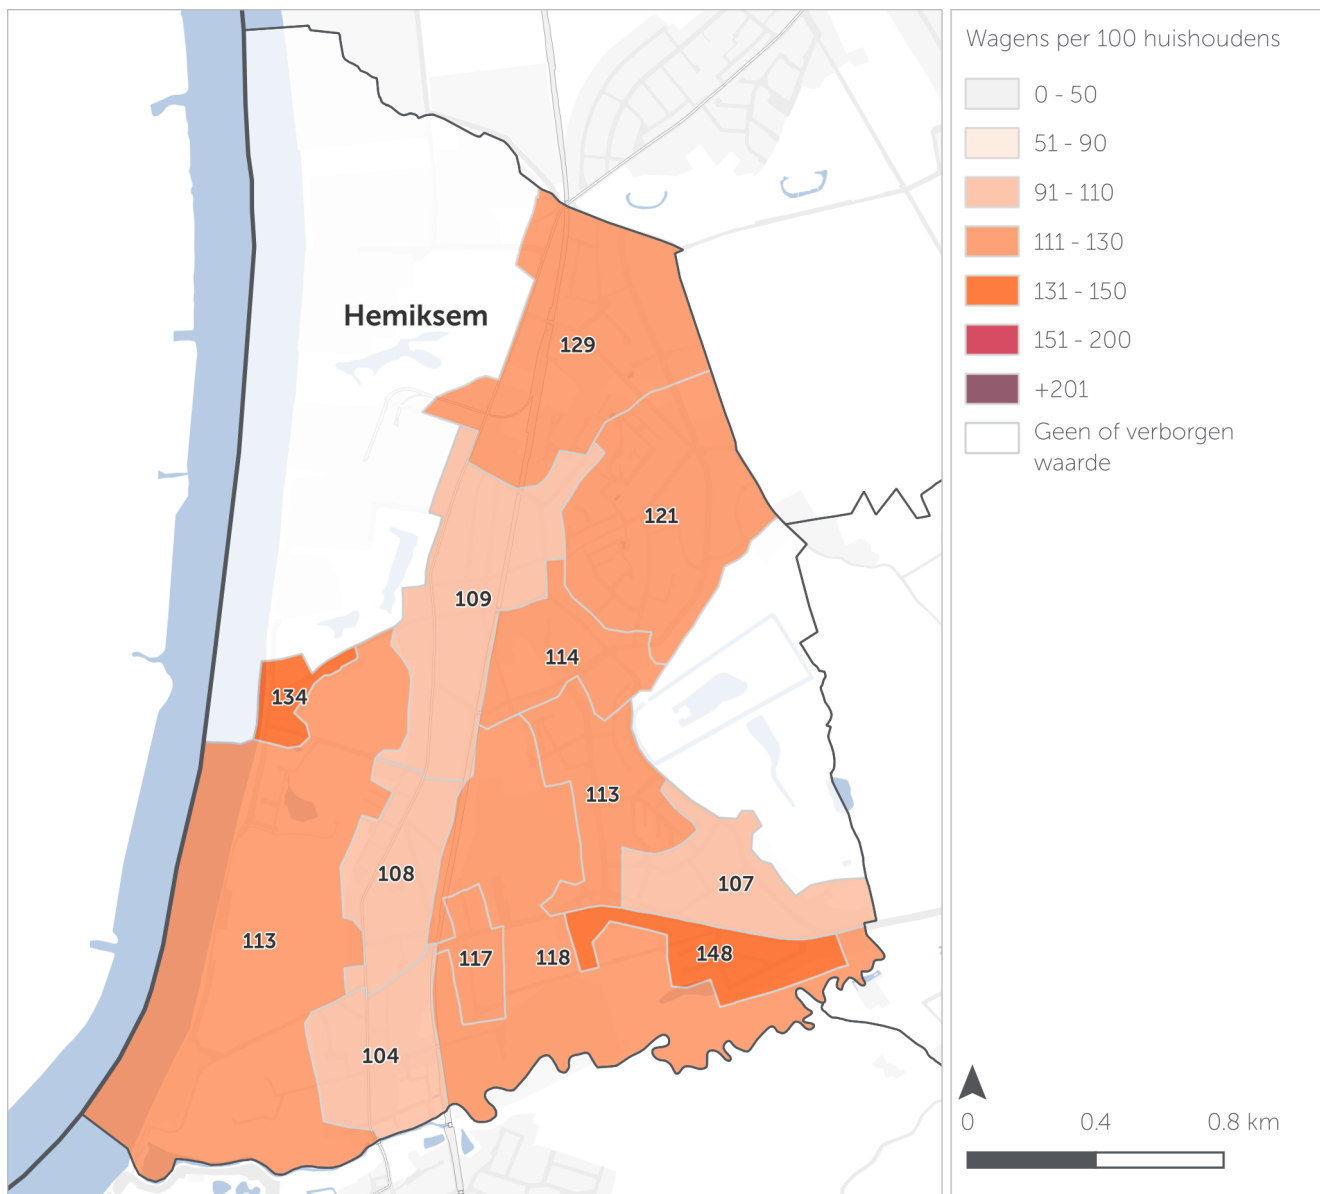 Hemiksem
129
121
109
114
134
113
108
107
113
117
118
148
104
Wagens per 100 huishoudens
0 - 50
51 - 90
91 - 110
111 - 130
131 - 150
151 - 200
+201
Geen of verborgen
waarde
0 0.4 0.8 km